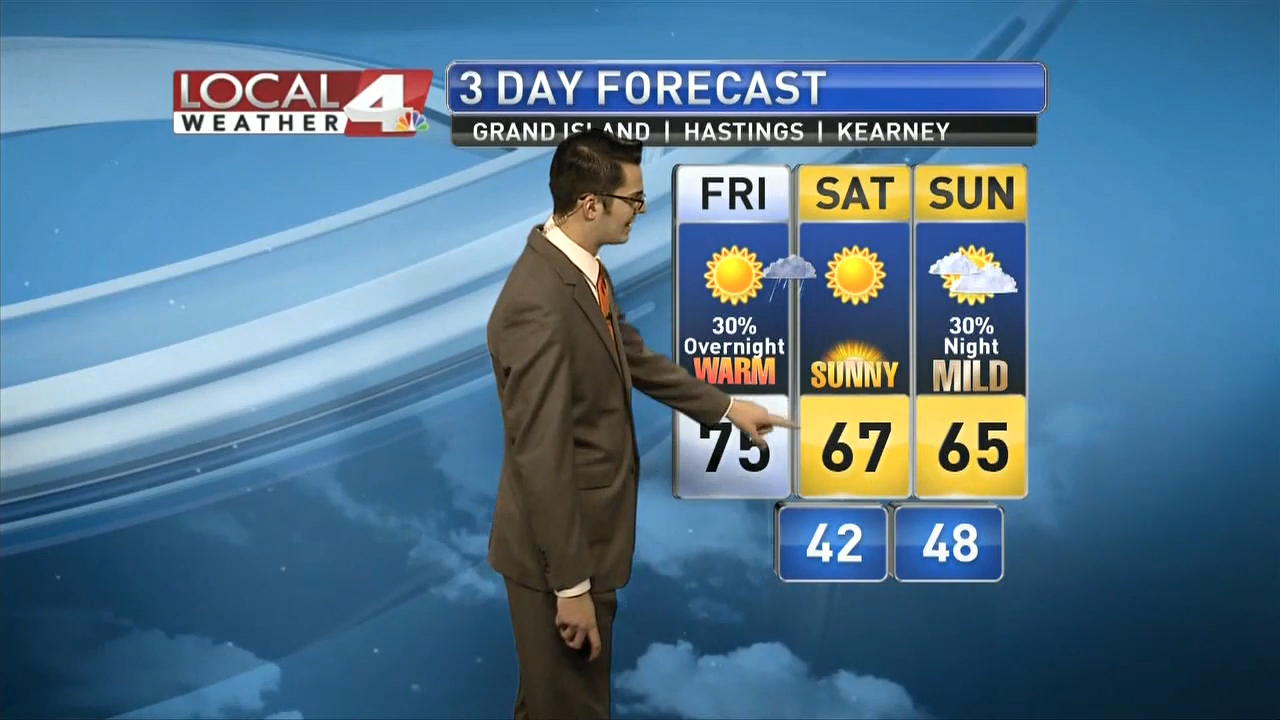 LOCAL 4
WEATHER
3 DAY FORECAST
GRAND ISLAND | HASTINGS | KEARNEY
FRI
SAT
SUN
30%
Overnight
WARM
SUNNY
30%
Night
MILD
75
67
65
42
48